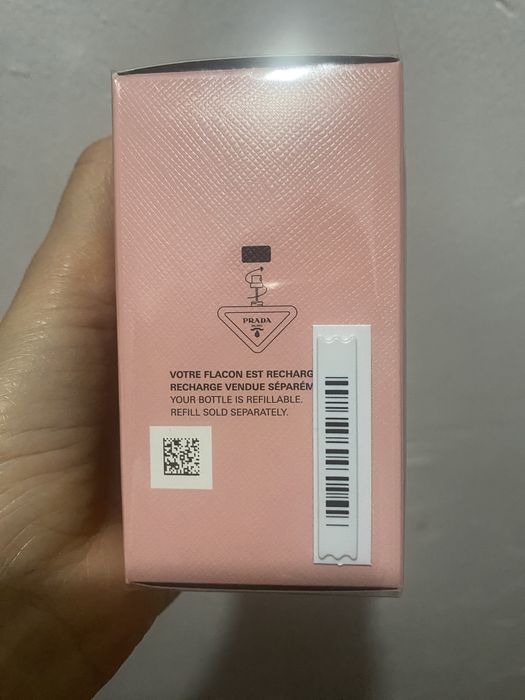 PRADA
VOTRE FLACON EST RECHARG
RECHARGE VENDUE SÉPARÉM
YOUR BOTTLE IS REFILLABLE.
REFILL SOLD SEPARATELY.